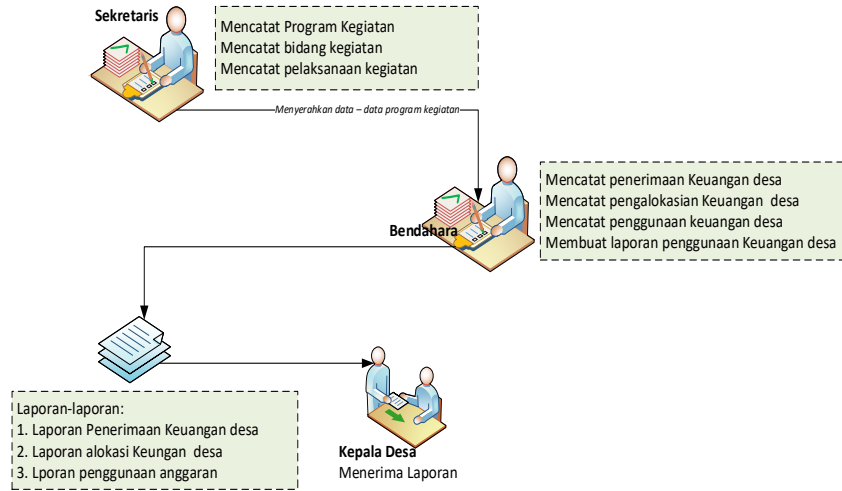 Sekretaris
Mencatat Program Kegiatan
Mencatat bidang kegiatan
Mencatat pelaksanaan kegiatan
Menyerahkan data – data program kegiatan
Bendahara
Mencatat penerimaan Keuangan desa
Mencatat pengalokasian Keuangan desa
Mencatat penggunaan keuangan desa
Membuat laporan penggunaan Keuangan desa
Laporan-laporan:
1. Laporan Penerimaan Keuangan desa
2. Laporan alokasi Keungan desa
3. Lporan penggunaan anggaran
Kepala Desa
Menerima Laporan